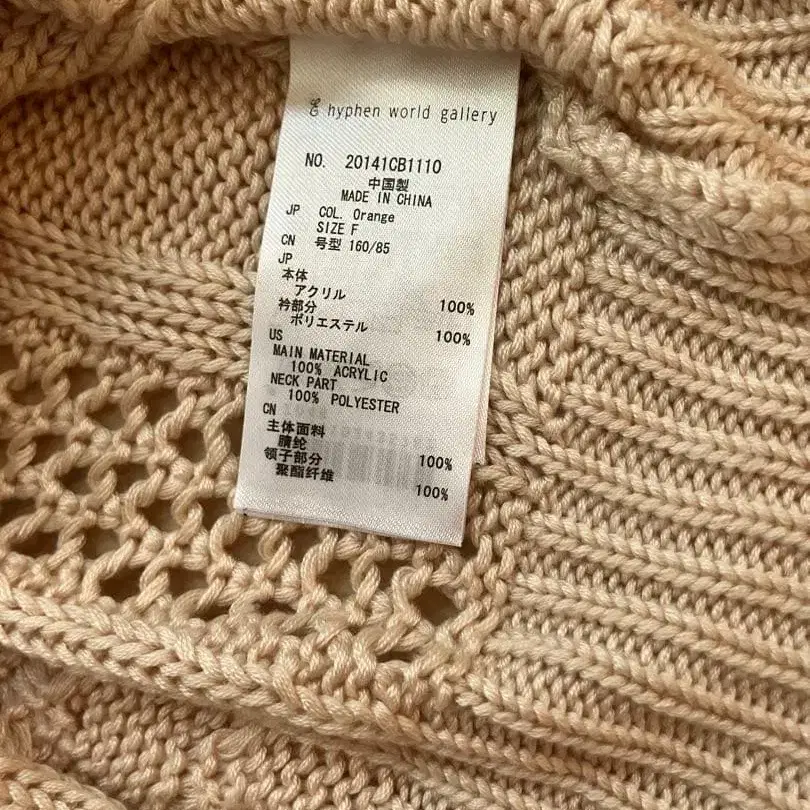 hyphen world gallery
NO. 20141CB1110
中国製
MADE IN CHINA
JP COL. Orange
SIZE F
CN 号型 160/85
JP
本体
アクリル 100%
衿部分
ポリエステル 100%
US
MAIN MATERIAL
100% ACRYLIC
NECK PART
100% POLYESTER
CN
主体面料
腈纶 100%
领子部分
聚酯纤维 100%